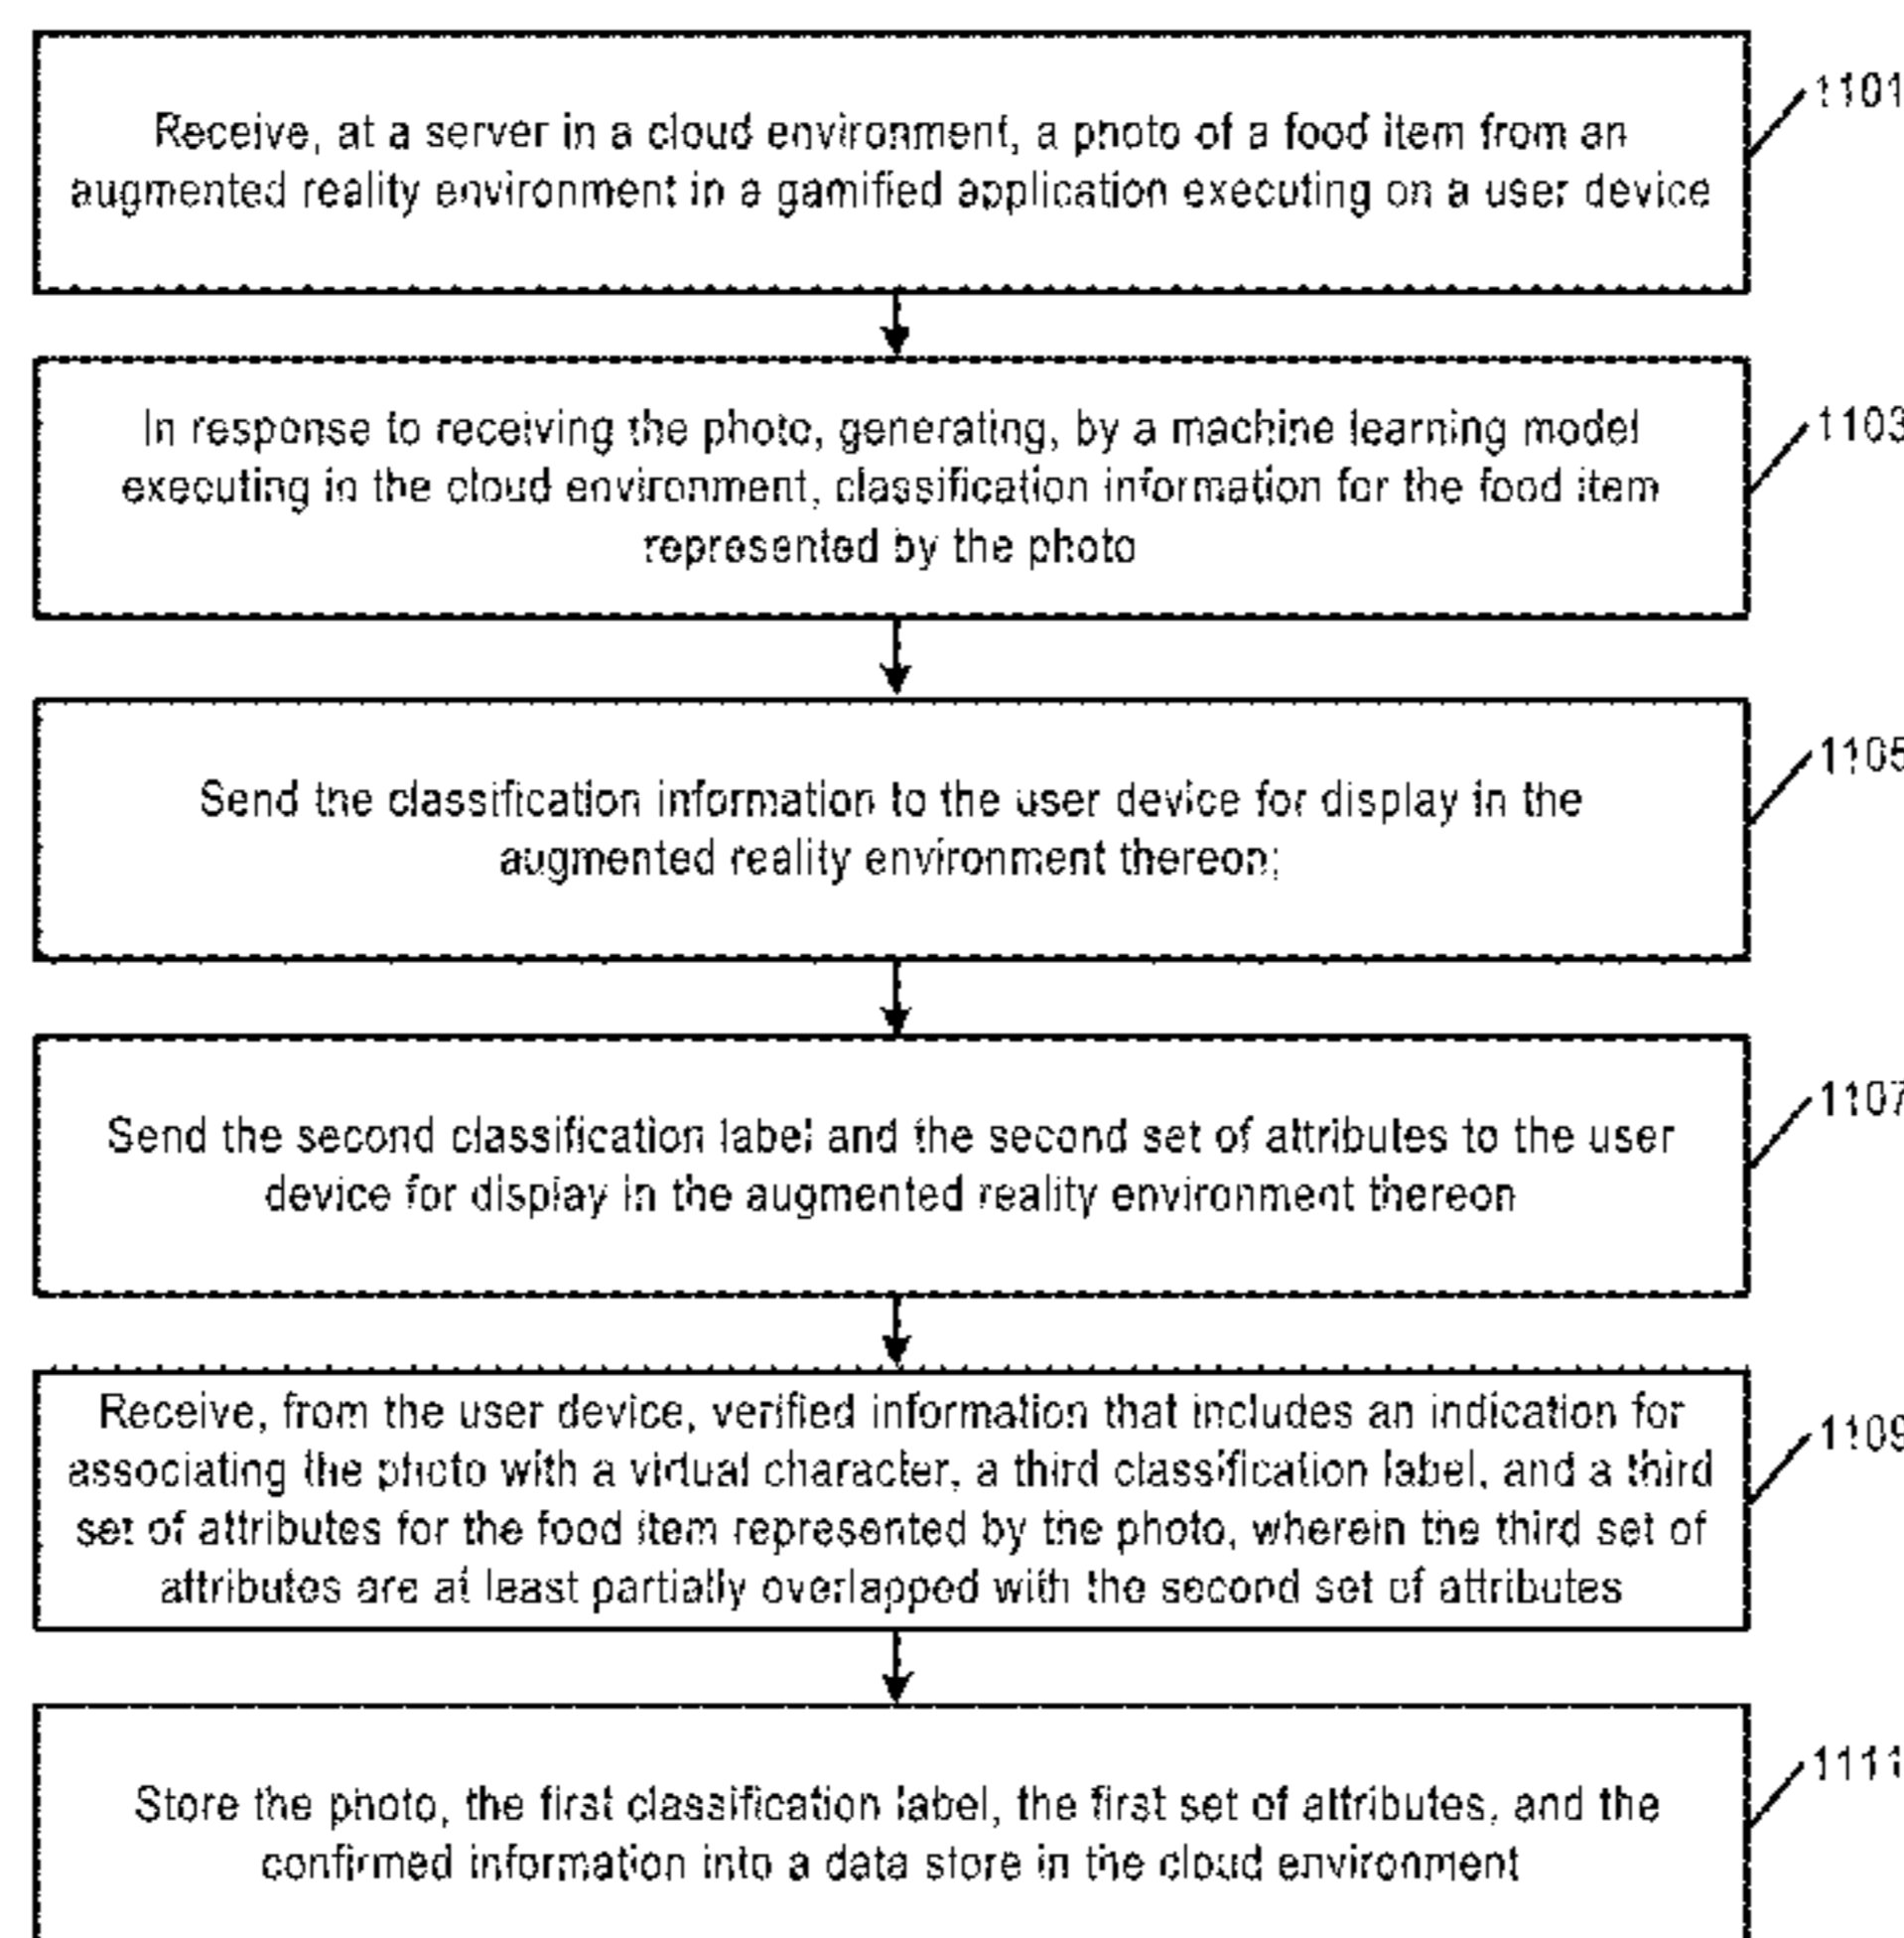 Receive, at a server in a cloud environment, a photo of a food item from an
augmented reality environment in a gamified application executing on a user device
1101
In response to receiving the photo, generating, by a machine learning model
executing in the cloud environment, classification information for the food item
represented by the photo
1103
Send the classification information to the user device for display in the
augmented reality environment thereon;
1105
Send the second classification label and the second set of attributes to the user
device for display in the augmented reality environment thereon
1107
Receive, from the user device, verified information that includes an indication for
associating the photo with a virtual character, a third classification label, and a third
set of attributes for the food item represented by the photo, wherein the third set of
attributes are at least partially overlapped with the second set of attributes
1109
Store the photo, the first classification label, the first set of attributes, and the
confirmed information into a data store in the cloud environment
1111